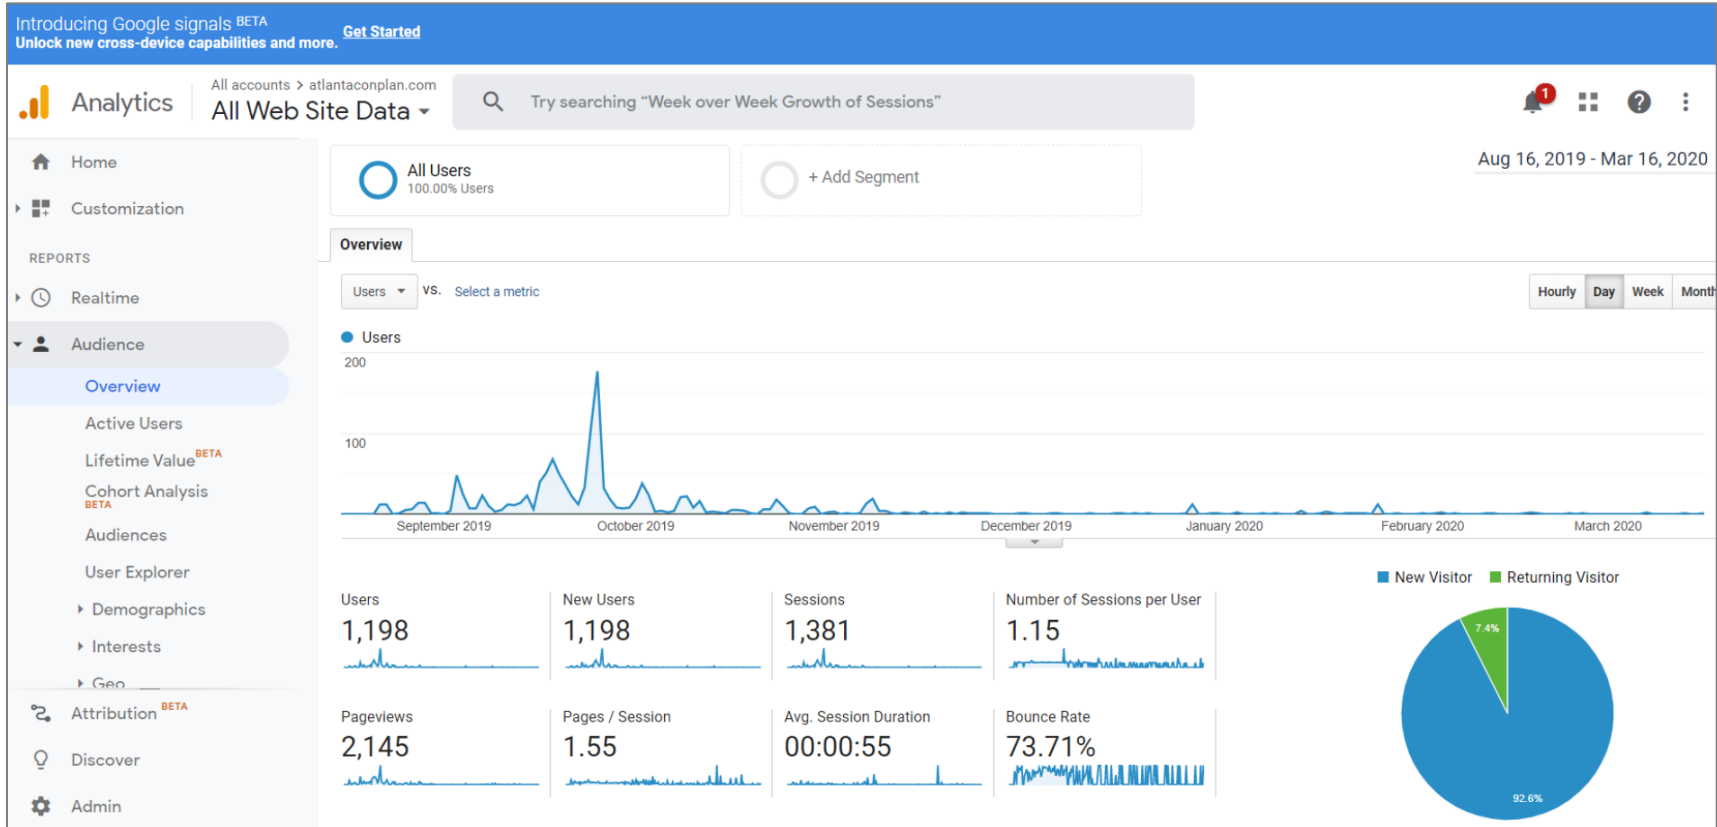 Introducing Google signals BETA
Unlock new cross-device capabilities and more.
Get Started
Analytics
All accounts > atlantaconplan.com
All Web Site Data
Try searching “Week over Week Growth of Sessions”
1
Home
Customization
REPORTS
Realtime
Audience
Overview
Active Users
Lifetime Value BETA
Cohort Analysis
BETA
Audiences
User Explorer
Demographics
Interests
Geo
Attribution BETA
Discover
Admin
All Users
100.00% Users
+ Add Segment
Aug 16, 2019 - Mar 16, 2020
Overview
Users
VS.
Select a metric
Hourly
Day
Week
Month
Users
200
100
September 2019
October 2019
November 2019
December 2019
January 2020
February 2020
March 2020
Users
1,198
New Users
1,198
Sessions
1,381
Number of Sessions per User
1.15
Pageviews
2,145
Pages / Session
1.55
Avg. Session Duration
00:00:55
Bounce Rate
73.71%
New Visitor
Returning Visitor
7.4%
92.6%